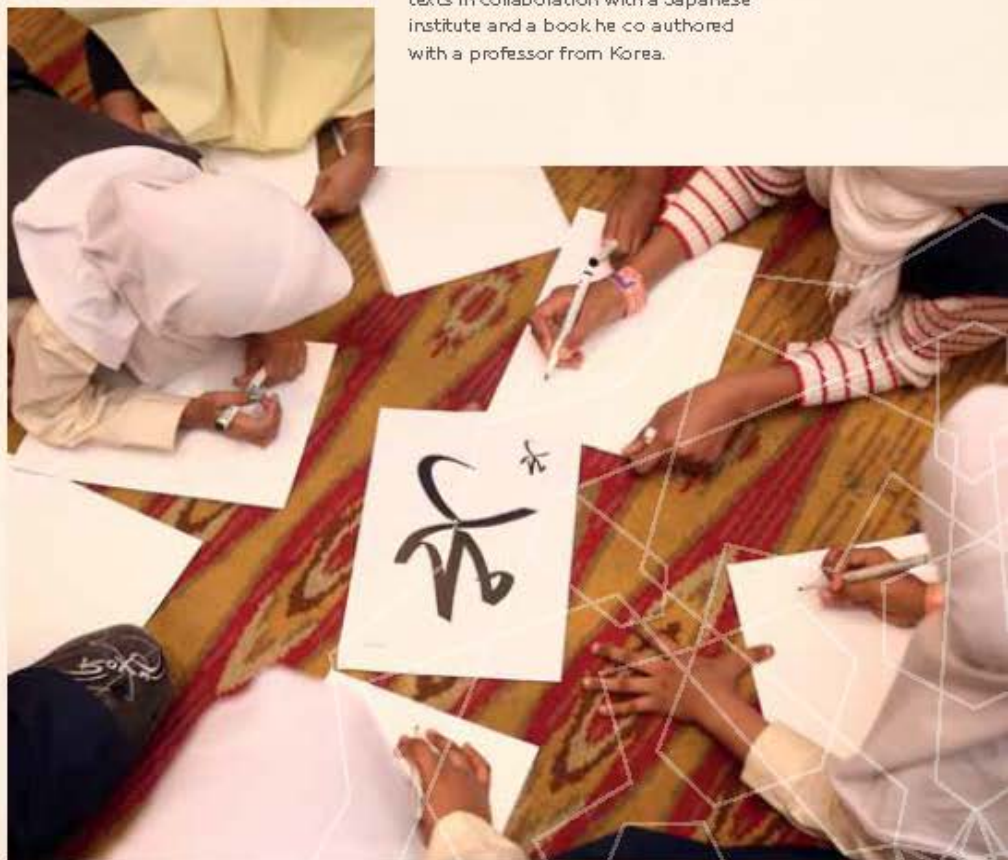 texts in collaboration with a Japanese
institute and a book he co authored
with a professor from Korea.